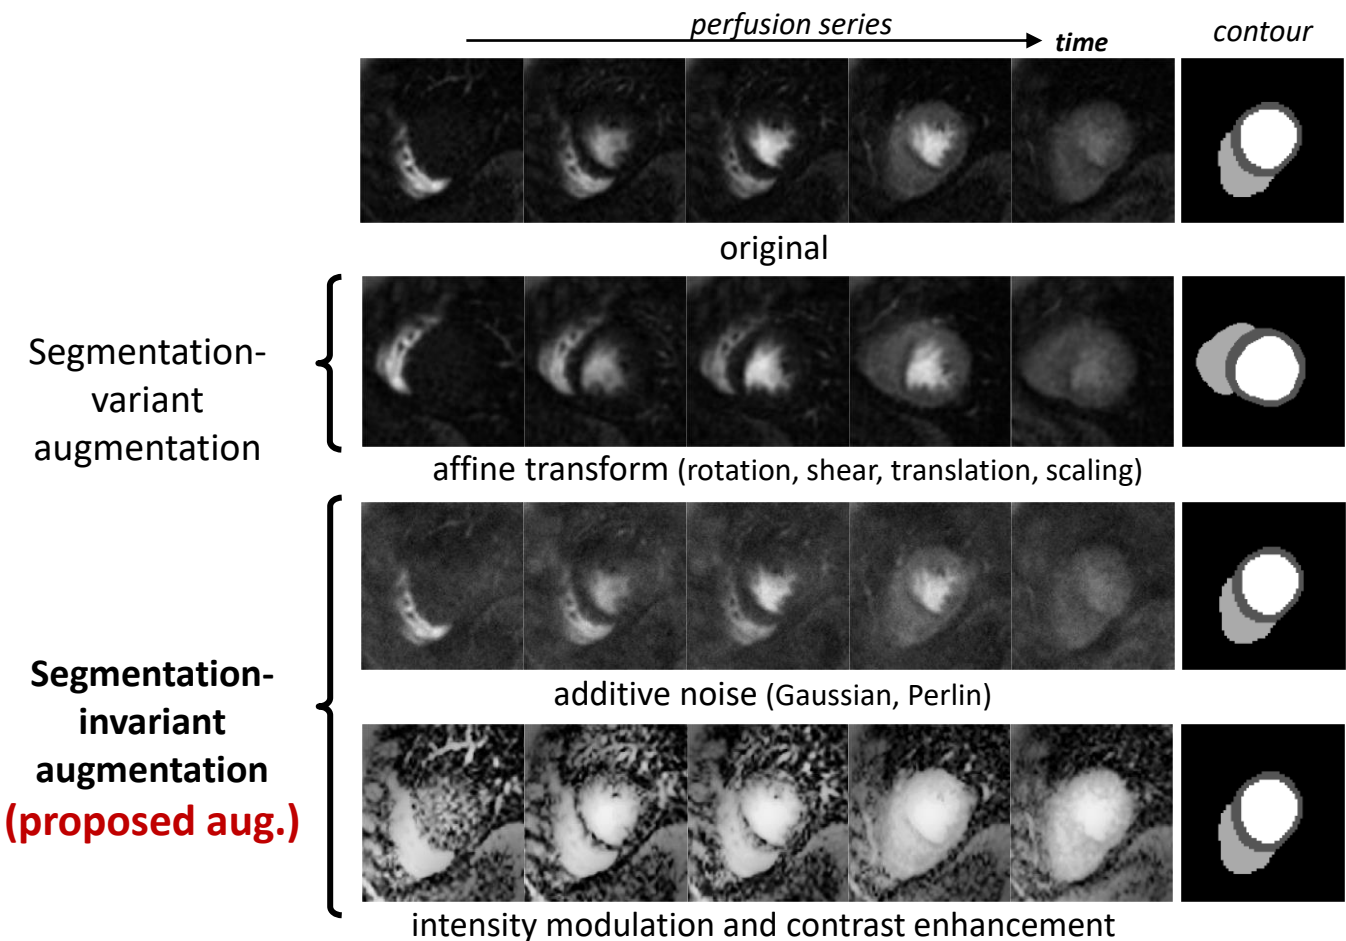 perfusion series
time
contour
original
Segmentation-
variant
augmentation
affine transform (rotation, shear, translation, scaling)
additive noise (Gaussian, Perlin)
Segmentation-
invariant
augmentation
(proposed aug.)
intensity modulation and contrast enhancement